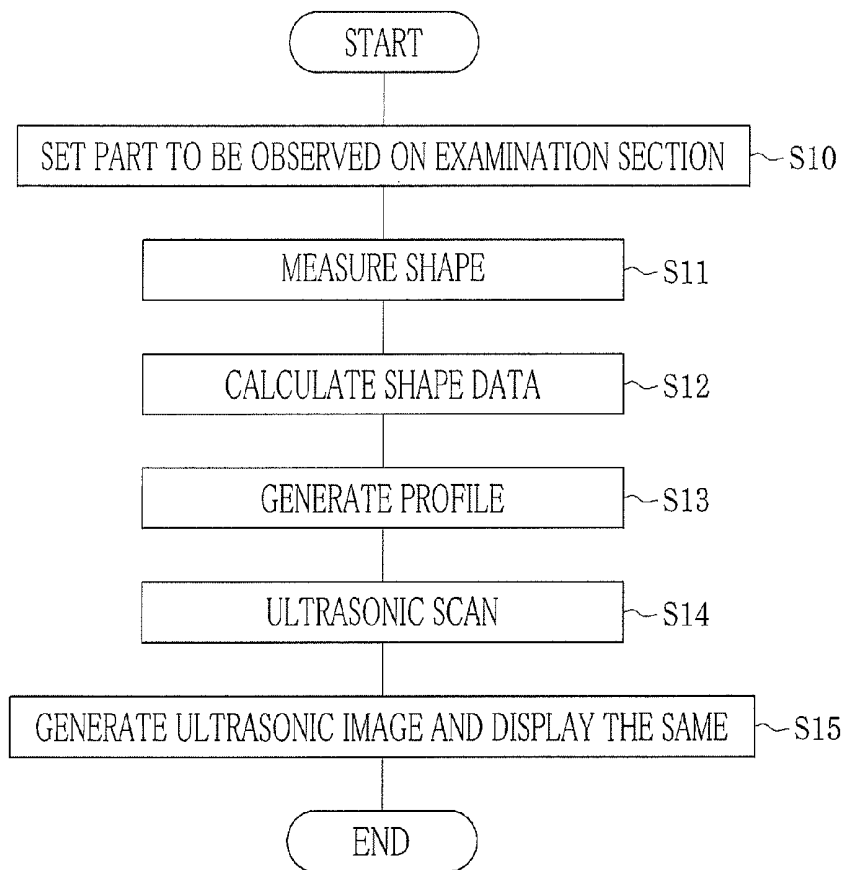 START
SET PART TO BE OBSERVED ON EXAMINATION SECTION
S10
MEASURE SHAPE
S11
CALCULATE SHAPE DATA
S12
GENERATE PROFILE
S13
ULTRASONIC SCAN
S14
GENERATE ULTRASONIC IMAGE AND DISPLAY THE SAME
S15
END